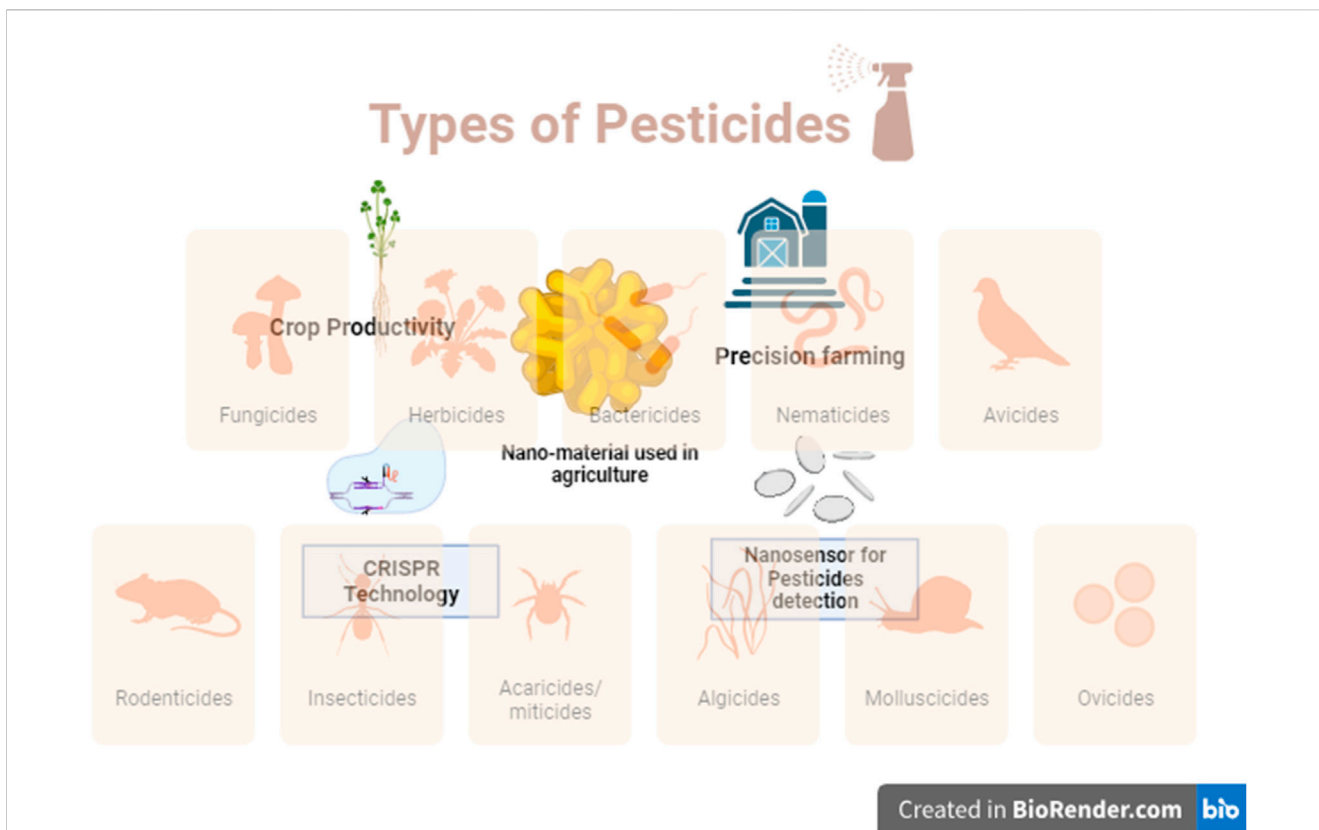 Types of Pesticides
Crop Productivity
Precision farming
Fungicides
Herbicides
Bactericides
Nematicides
Avicides
Nano-material used in
agriculture
CRISPR
Technology
Nanosensor for
Pesticides
detection
Rodenticides
Insecticides
Acaricides/
miticides
Algicides
Molluscicides
Ovicides
Created in BioRender.com bio